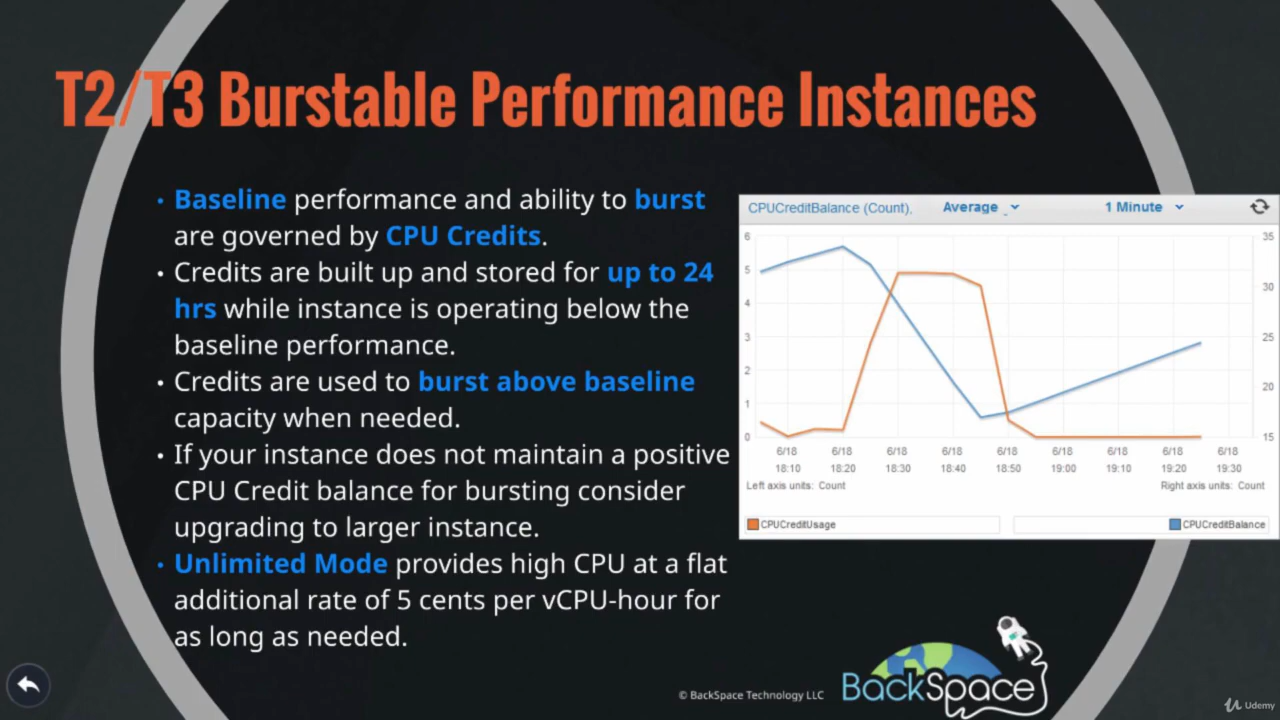 T2/T3 Burstable Performance Instances
• Baseline performance and ability to burst
are governed by CPU Credits.
• Credits are built up and stored for up to 24
hrs while instance is operating below the
baseline performance.
• Credits are used to burst above baseline
capacity when needed.
• If your instance does not maintain a positive
CPU Credit balance for bursting consider
upgrading to larger instance.
• Unlimited Mode provides high CPU at a flat
additional rate of 5 cents per vCPU-hour for
as long as needed.
CPUCreditBalance (Count), Average 1 Minute
6 35
5 30
4
3 25
2 20
1
0 15
6/18 6/18 6/18 6/18 6/18 6/18 6/18 6/18 6/18
18:10 18:20 18:30 18:40 18:50 19:00 19:10 19:20 19:30
Left axis units: Count Right axis units: Count
CPUCreditUsage CPUCreditBalance
© BackSpace Technology LLC
BackSpace
Udemy